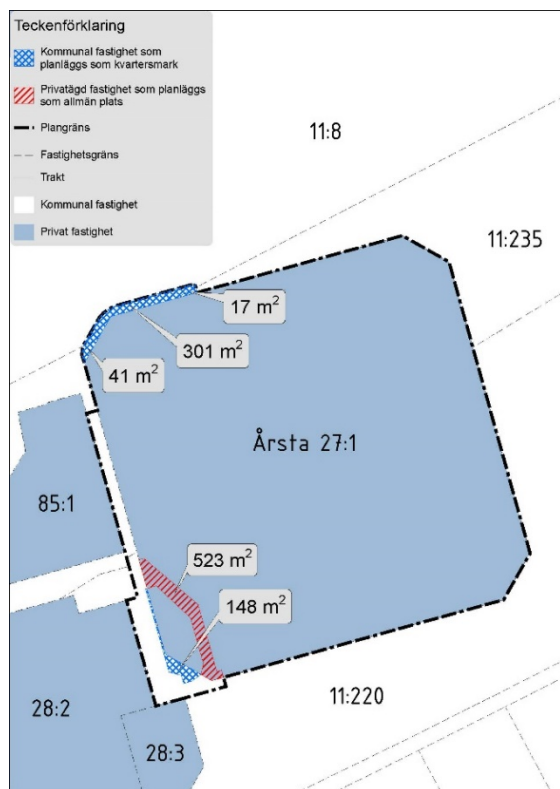 Teckenförklaring
Kommunal fastighet som
planläggs som kvartersmark
Privatägd fastighet som planläggs
som allmän plats
Plangräns
Fastighetsgräns
Trakt
Kommunal fastighet
Privat fastighet
11:8
11:235
17 m²
301 m²
41 m²
Årsta 27:1
85:1
523 m²
148 m²
28:2
11:220
28:3